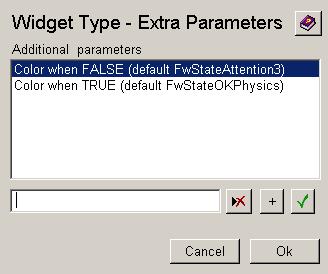 Widget Type - Extra Parameters
Additional parameters
Color when FALSE (default FwStateAttention3)
Color when TRUE (default FwStateOKPhysics)
+
Cancel Ok